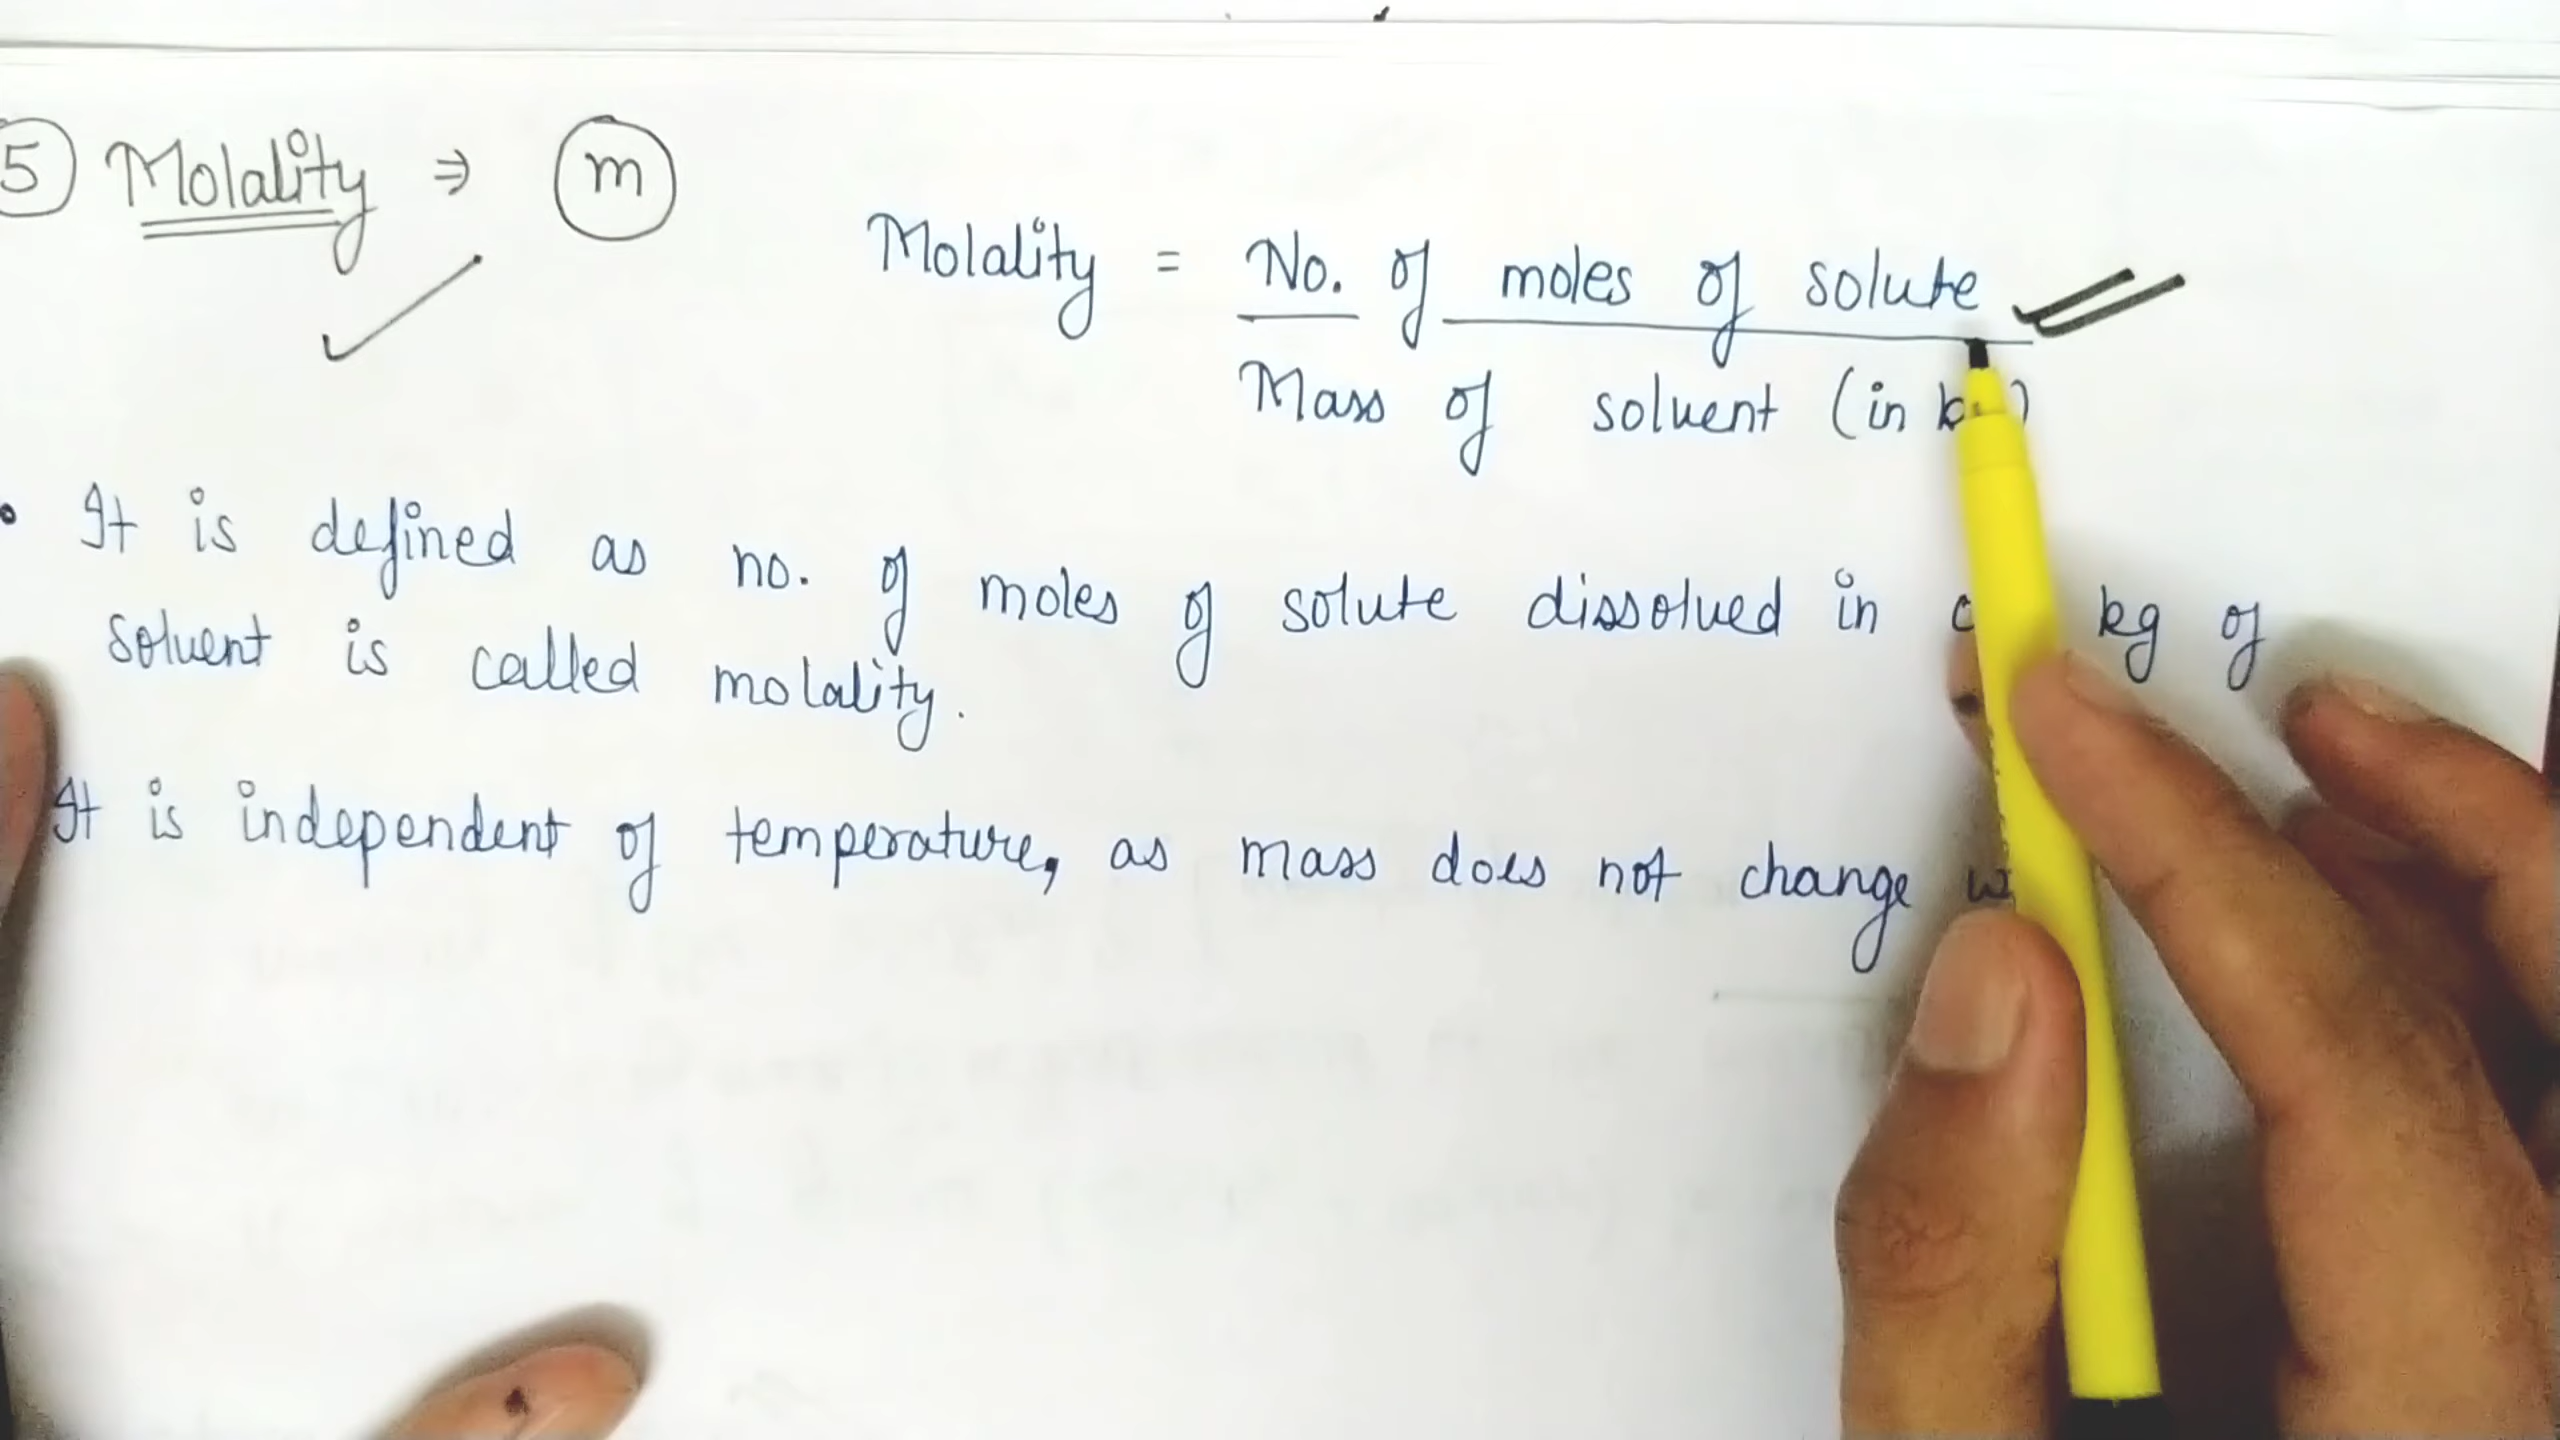 5 Molality ⇒ m
Molality = No. of moles of solute
Mass of solvent (in
• It is defined as no. of moles of solute dissolved in kg of
solvent is called molality.
It is independent of temperature, as mass does not change